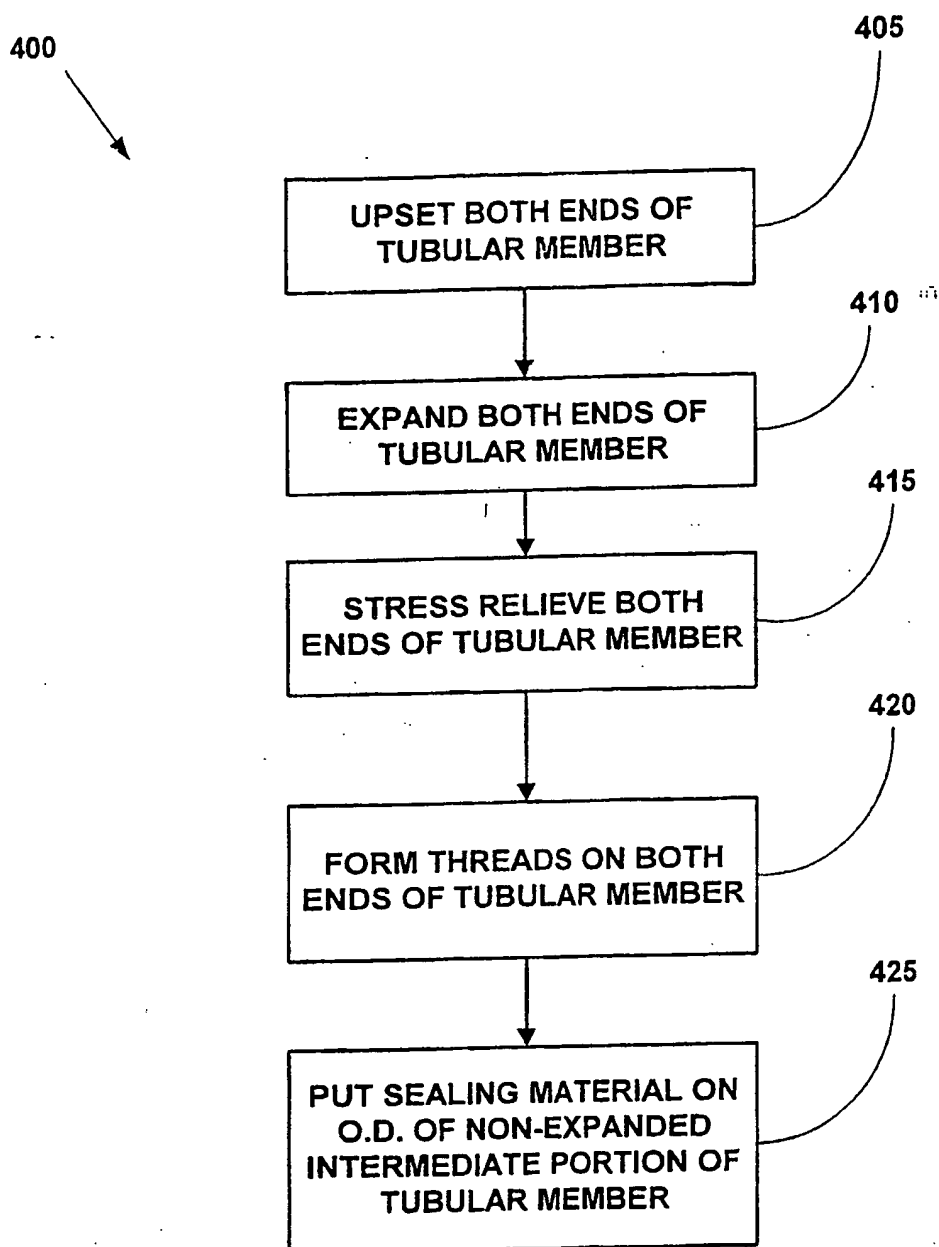 400
405
UPSET BOTH ENDS OF
TUBULAR MEMBER
410
EXPAND BOTH ENDS OF
TUBULAR MEMBER
415
STRESS RELIEVE BOTH
ENDS OF TUBULAR MEMBER
420
FORM THREADS ON BOTH
ENDS OF TUBULAR MEMBER
425
PUT SEALING MATERIAL ON
O.D. OF NON-EXPANDED
INTERMEDIATE PORTION OF
TUBULAR MEMBER